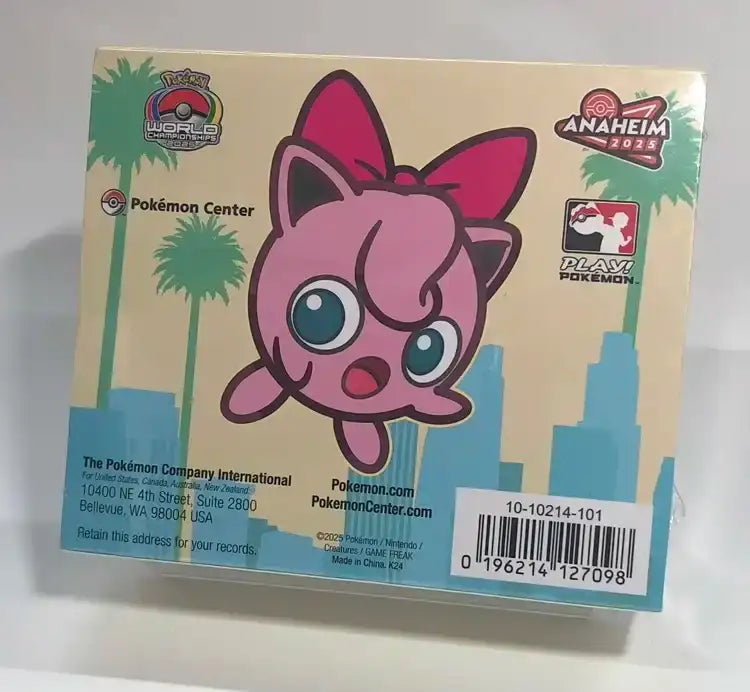 Pokémon
WORLD
CHAMPIONSHIPS
2025
ANAHEIM
2025
Pokémon Center
PLAY!
POKÉMON
The Pokémon Company International
For United States, Canada, Australia, New Zealand:
10400 NE 4th Street, Suite 2800
Bellevue, WA 98004 USA
Retain this address for your records.
Pokemon.com
PokemonCenter.com
©2025 Pokémon / Nintendo /
Creatures / GAME FREAK
Made in China. K24
10-10214-101
0 196214 127098